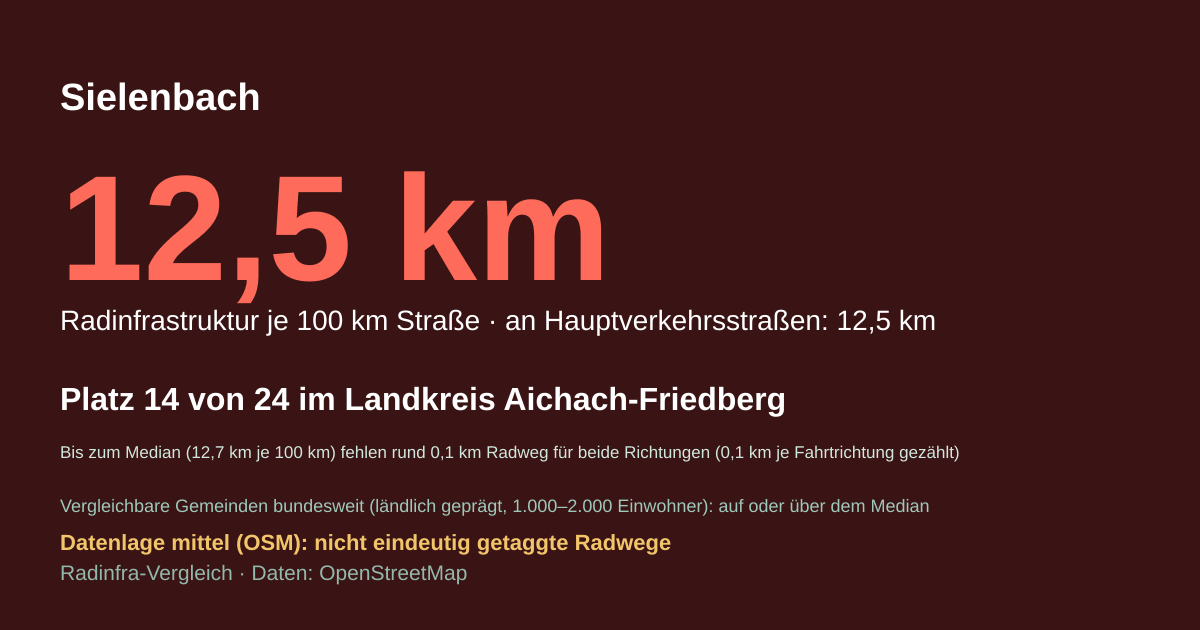 Sielenbach
12,5 km
Radinfrastruktur je 100 km Straße · an Hauptverkehrsstraßen: 12,5 km
Platz 14 von 24 im Landkreis Aichach-Friedberg
Bis zum Median (12,7 km je 100 km) fehlen rund 0,1 km Radweg für beide Richtungen (0,1 km je Fahrtrichtung gezählt)
Vergleichbare Gemeinden bundesweit (ländlich geprägt, 1.000–2.000 Einwohner): auf oder über dem Median
Datenlage mittel (OSM): nicht eindeutig getaggte Radwege
Radinfra-Vergleich · Daten: OpenStreetMap